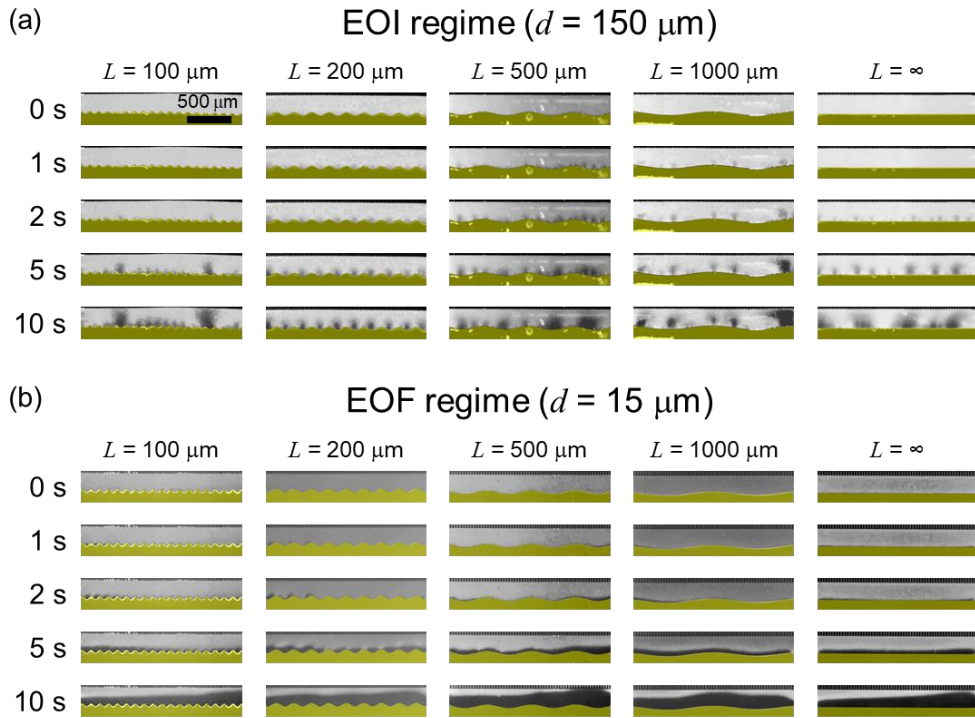 (a) EOI regime (d = 150 μm)
L = 100 μm L = 200 μm L = 500 μm L = 1000 μm L = ∞
0 s 500 μm
1 s
2 s
5 s
10 s
(b) EOF regime (d = 15 μm)
L = 100 μm L = 200 μm L = 500 μm L = 1000 μm L = ∞
0 s
1 s
2 s
5 s
10 s